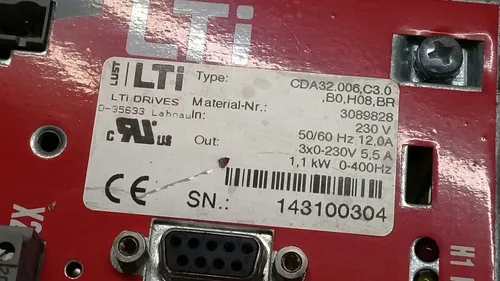 LTi
LUST LTi Type: CDA32.006,C3.0
,B0,H08,BR
LTi DRIVES Material-Nr.: 3089828
D-35633 Lahnau In: 230 V
50/60 Hz 12,0A
c RU us Out: 3x0-230V 5,5 A
1,1 kW 0-400Hz
CE SN.: 143100304
H1